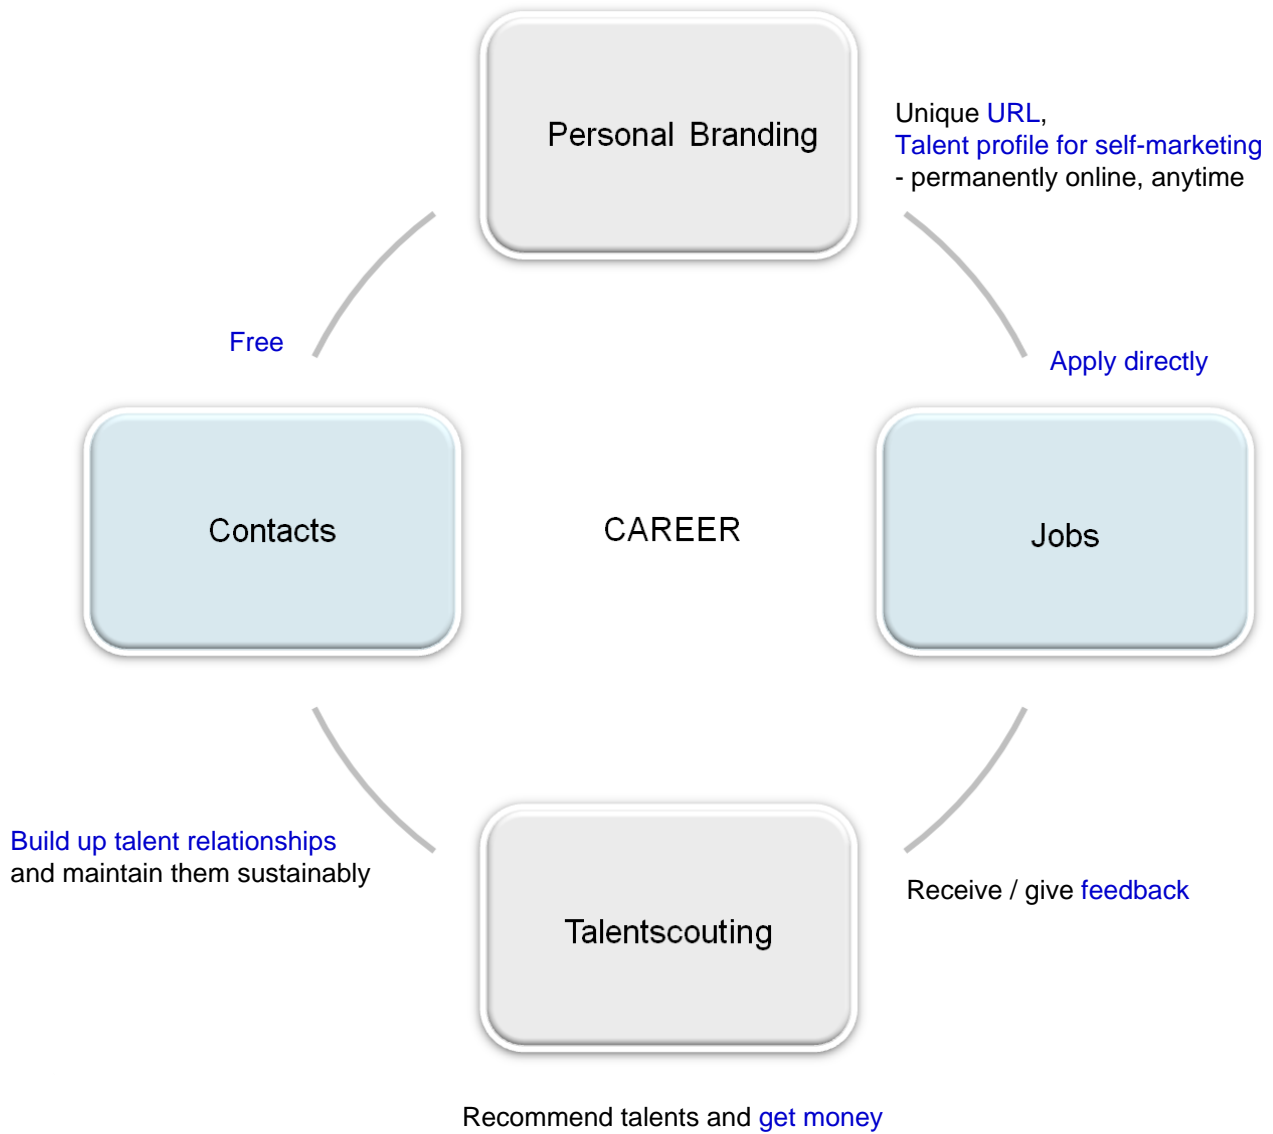 Personal Branding
Unique URL,
Talent profile for self-marketing
- permanently online, anytime
Free
Apply directly
Contacts
CAREER
Jobs
Build up talent relationships
and maintain them sustainably
Receive / give feedback
Talentscouting
Recommend talents and get money